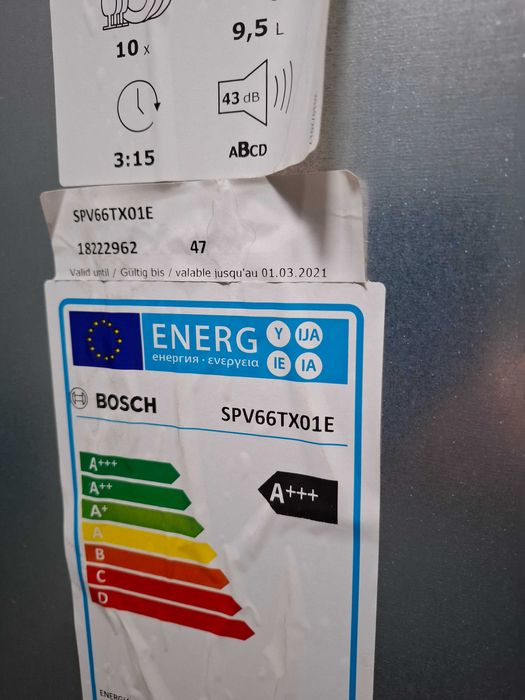 10 x
9,5 L
43 dB
3:15
ABCD
SPV66TX01E
18222962 47
Valid until / Gültig bis / valable jusqu'au 01.03.2021
ENERG Y IJA
енергия · ενεργεια IE IA
BOSCH SPV66TX01E
A+++
A++
A+
A
B
C
D
A+++